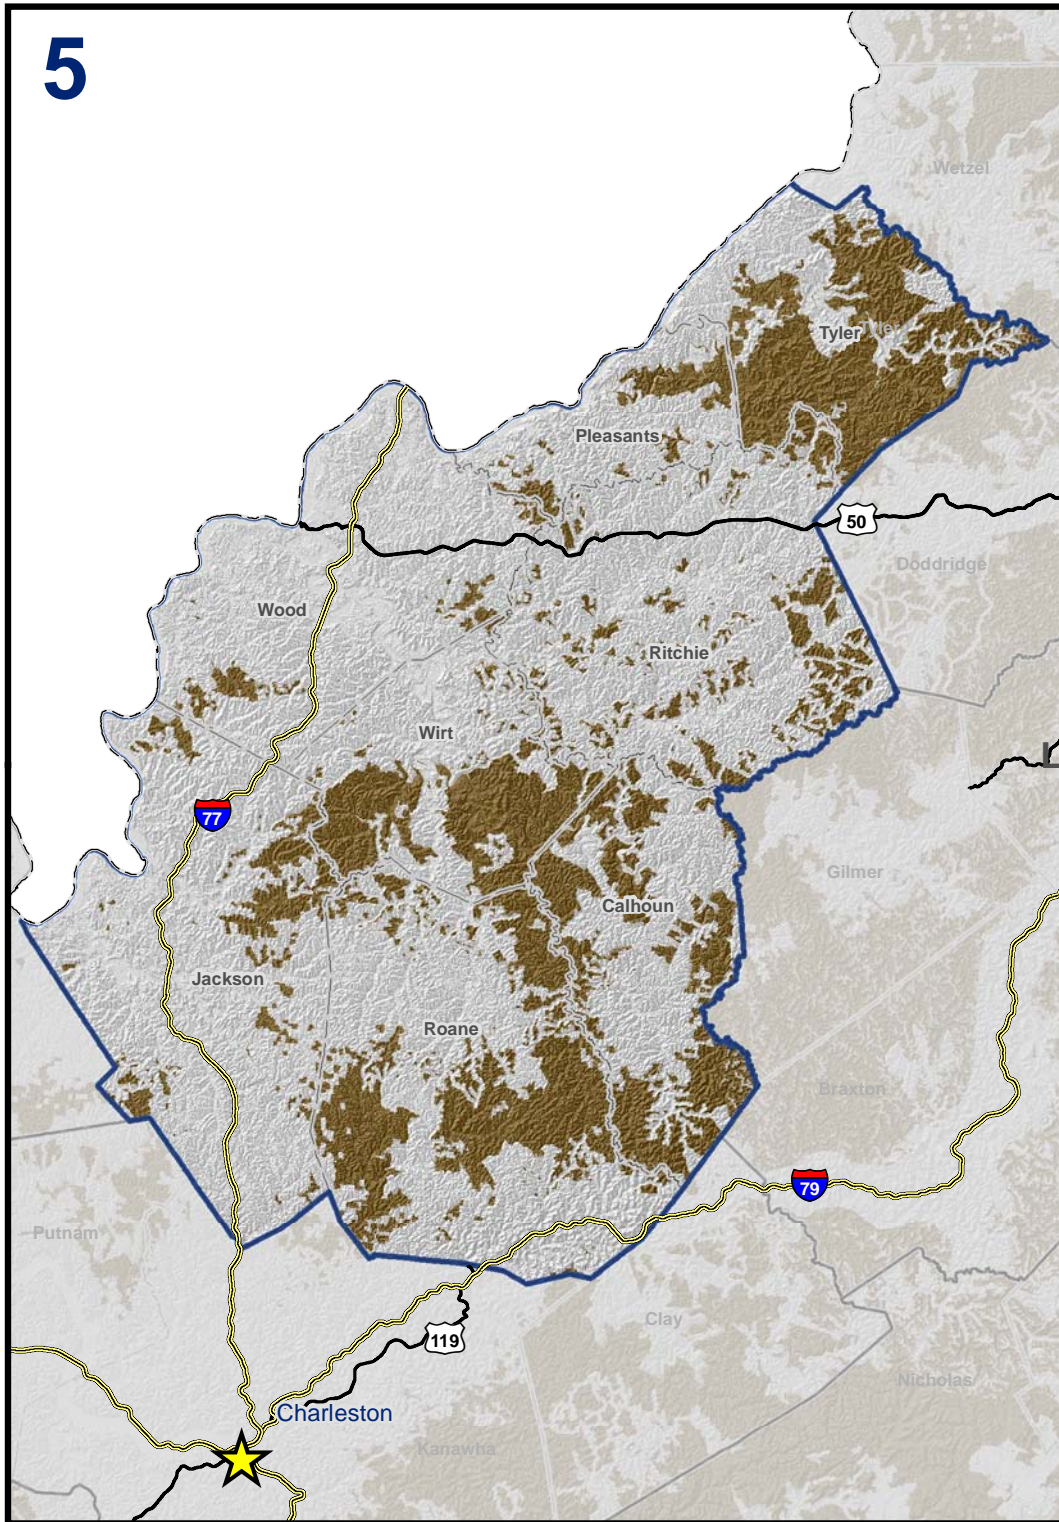 5
Wetzel
Tyler
Tyler
Pleasants
50
Doddridge
Wood
Ritchie
Wirt
L
77
Gilmer
Calhoun
Jackson
Roane
Braxton
79
Putnam
Clay
119
Nicholas
Charleston
Kanawha